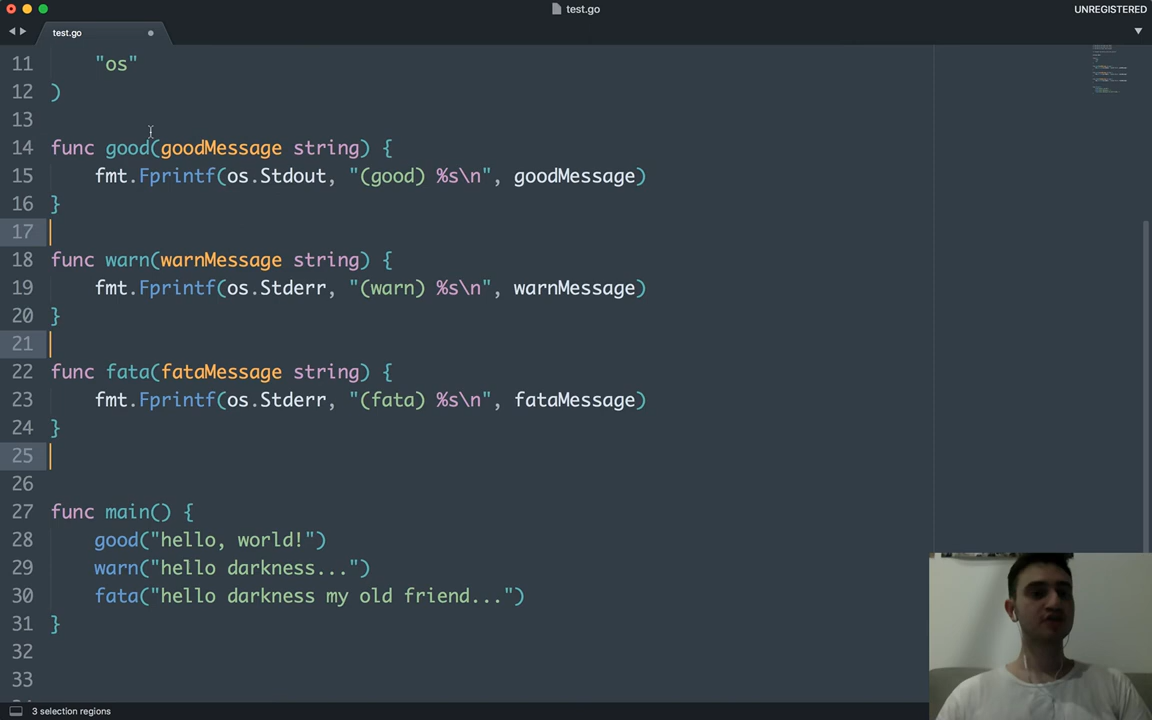 test.go
UNREGISTERED
test.go
11 "os"
12 )
13
14 func good(goodMessage string) {
15 fmt.Fprintf(os.Stdout, "(good) %s\n", goodMessage)
16 }
17
18 func warn(warnMessage string) {
19 fmt.Fprintf(os.Stderr, "(warn) %s\n", warnMessage)
20 }
21
22 func fata(fataMessage string) {
23 fmt.Fprintf(os.Stderr, "(fata) %s\n", fataMessage)
24 }
25
26
27 func main() {
28 good("hello, world!")
29 warn("hello darkness...")
30 fata("hello darkness my old friend...")
31 }
32
33
3 selection regions